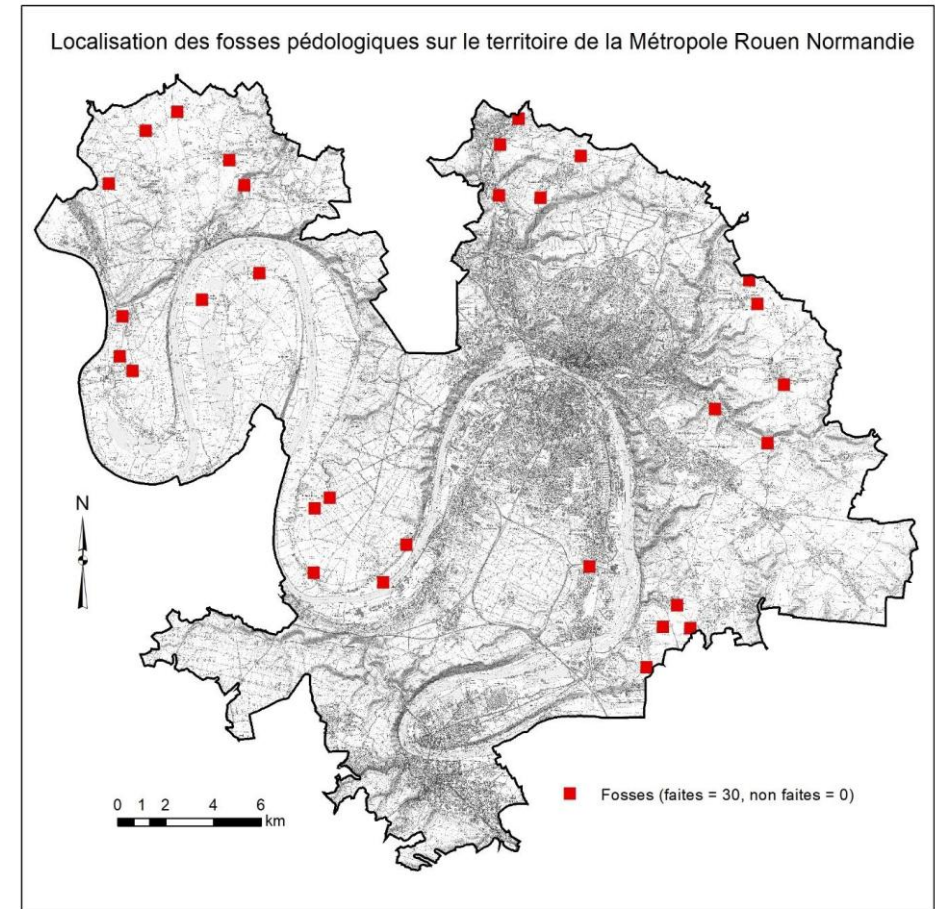 Localisation des fosses pédologiques sur le territoire de la Métropole Rouen Normandie
N
0 1 2 4 6
km
Fosses (faites = 30, non faites = 0)